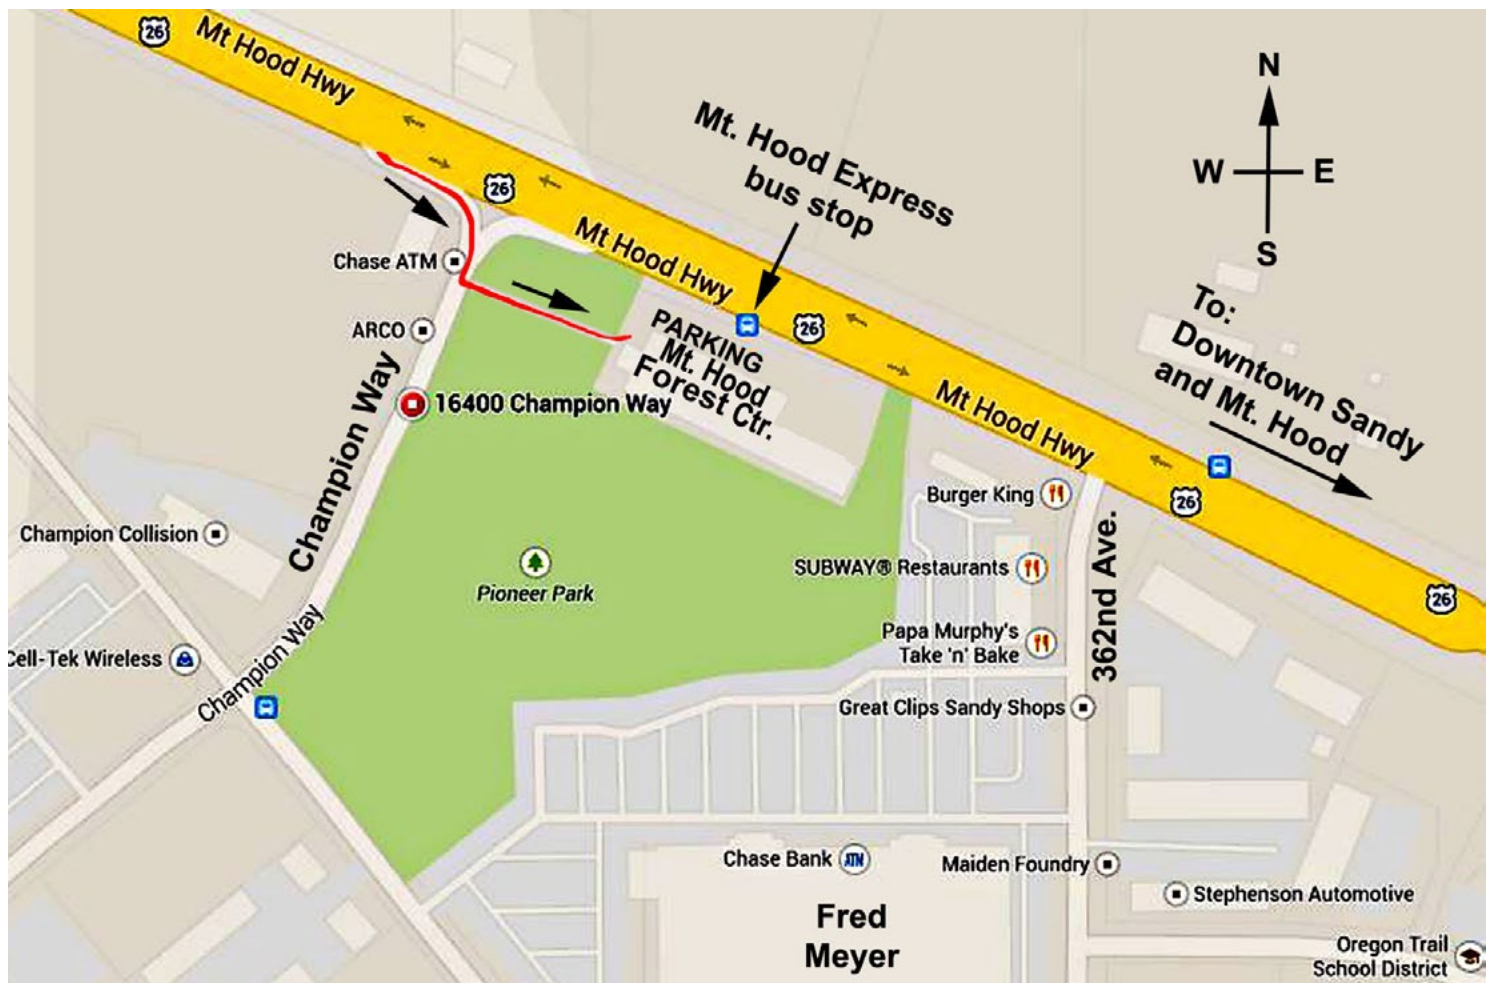 26
Mt Hood Hwy
N
W E
S
Mt. Hood Express
bus stop
26
Mt Hood Hwy
Chase ATM
To:
Downtown Sandy
and Mt. Hood
26
ARCO
PARKING
Mt. Hood
Forest Ctr.
16400 Champion Way
Champion Way
Mt Hood Hwy
26
Burger King
Champion Collision
362nd Ave.
SUBWAY® Restaurants
Pioneer Park
26
Papa Murphy's
Take 'n' Bake
Cell-Tek Wireless
Champion Way
Great Clips Sandy Shops
Chase Bank
ATM
Maiden Foundry
Stephenson Automotive
Fred
Meyer
Oregon Trail
School District